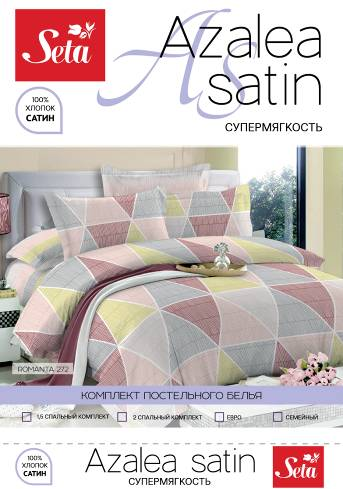 Seta
Azalea
As
satin
СУПЕРМЯГКОСТЬ
100%
ХЛОПОК
САТИН
ROMANTA 272
КОМПЛЕКТ ПОСТЕЛЬНОГО БЕЛЬЯ
1,5 СПАЛЬНЫЙ КОМПЛЕКТ
2 СПАЛЬНЫЙ КОМПЛЕКТ
ЕВРО
СЕМЕЙНЫЙ
100%
ХЛОПОК
САТИН
Azalea satin
СУПЕРМЯГКОСТЬ
Seta